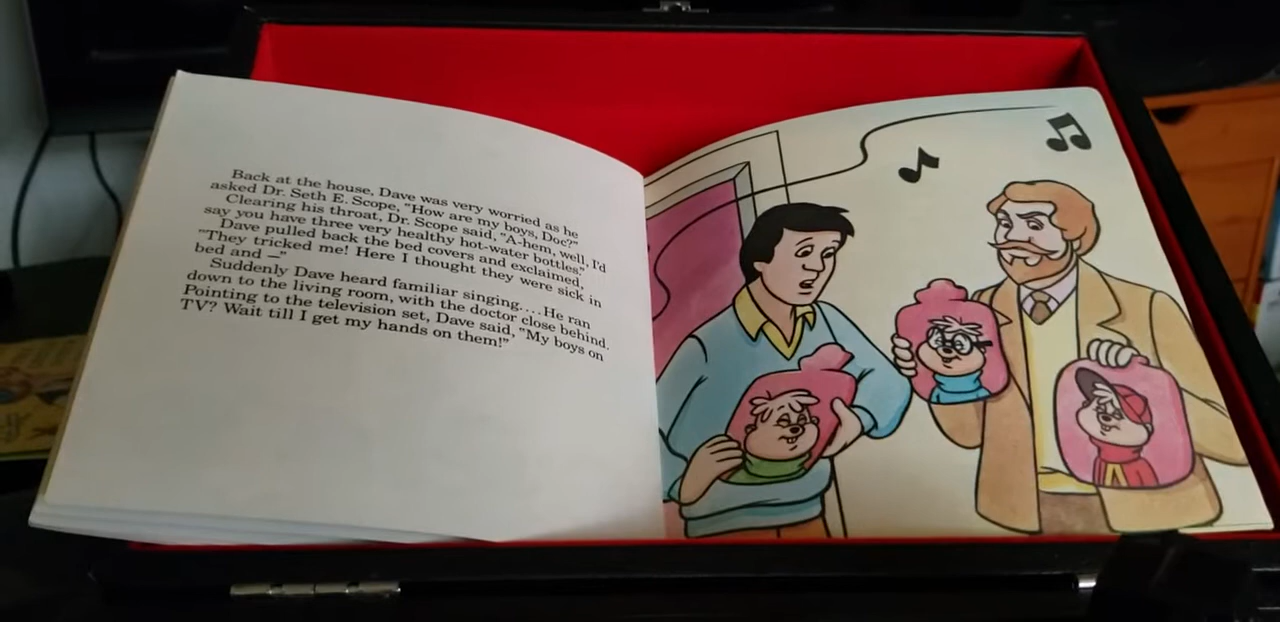 Back at the house, Dave was very worried as he
asked Dr. Seth E. Scope, "How are my boys, Doc?"
Clearing his throat, Dr. Scope said, "A-hem, well, I'd
say you have three very healthy hot-water bottles."
Dave pulled back the bed covers and exclaimed,
"They tricked me! Here I thought they were sick in
bed and —"
Suddenly Dave heard familiar singing. . . . He ran
down to the living room, with the doctor close behind.
Pointing to the television set, Dave said, "My boys on
TV? Wait till I get my hands on them!"